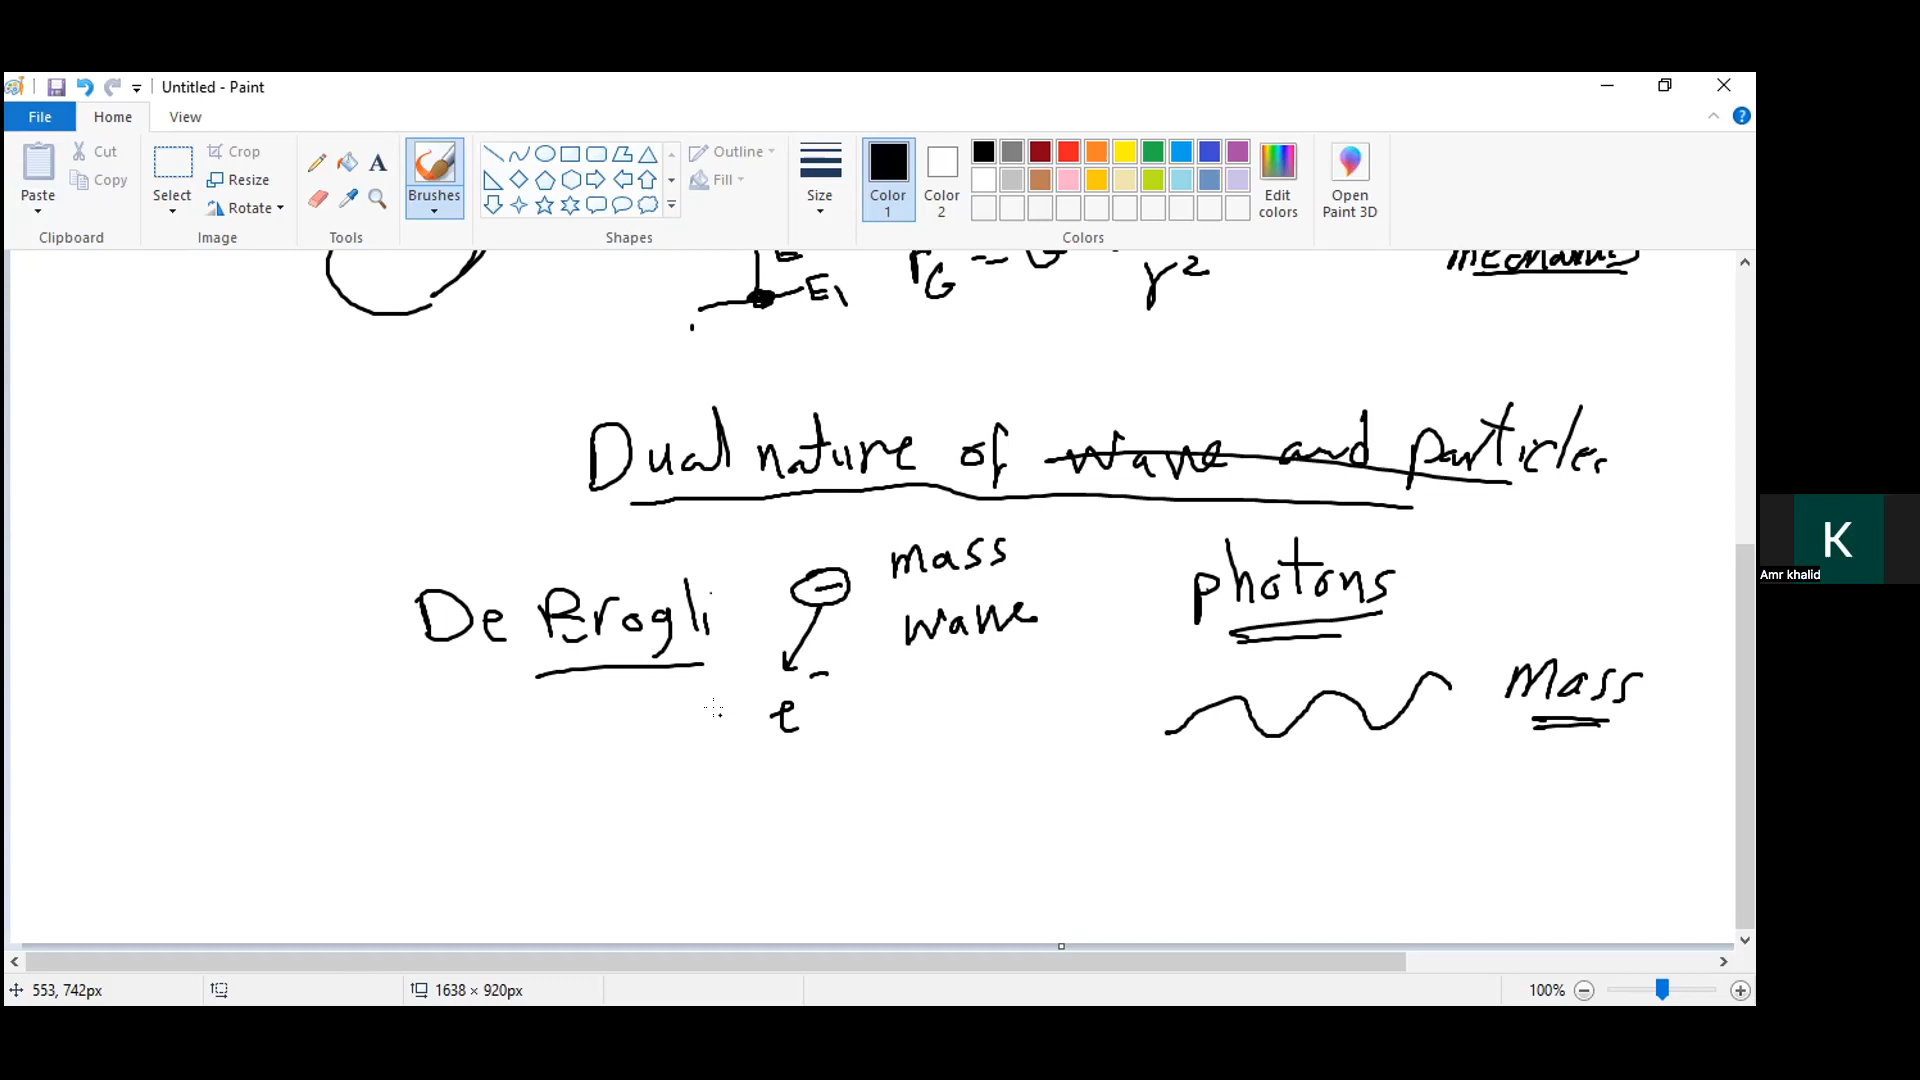 Untitled - Paint
File Home View
Paste
Cut
Copy
Clipboard
Select
Crop
Resize
Rotate
Image
Tools
Brushes
Shapes
Outline
Fill
Size
Color 1
Color 2
Colors
Edit colors
Open Paint 3D
E1
G
r2
mechanics
Dual nature of wave and particles
De Brogli
mass
wave
e-
photons
Mass
K
Amr khalid
553, 742px
1638 × 920px
100%